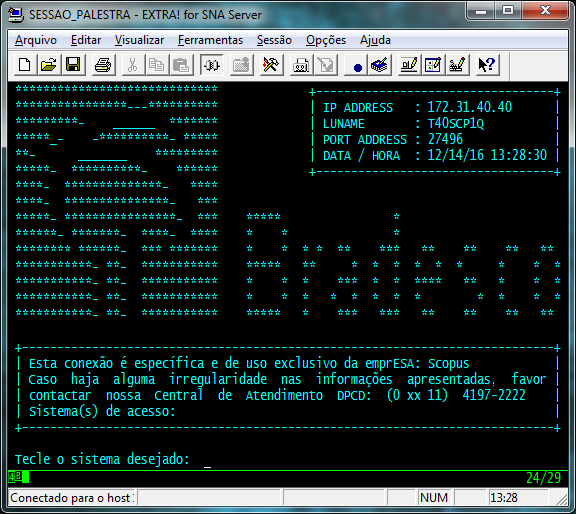 SESSAO_PALESTRA - EXTRA! for SNA Server
Arquivo Editar Visualizar Ferramentas Sessão Opções Ajuda
IP ADDRESS : 172.31.40.40
LUNAME : T40SCP1Q
PORT ADDRESS : 27496
DATA / HORA : 12/14/16 13:28:30
Bradesco
Esta conexão é específica e de uso exclusivo da emprESA: Scopus
Caso haja alguma irregularidade nas informações apresentadas, favor
contactar nossa Central de Atendimento DPCD: (0 xx 11) 4197-2222
Sistema(s) de acesso:
Tecle o sistema desejado: _
4B 24/29
Conectado para o host NUM 13:28